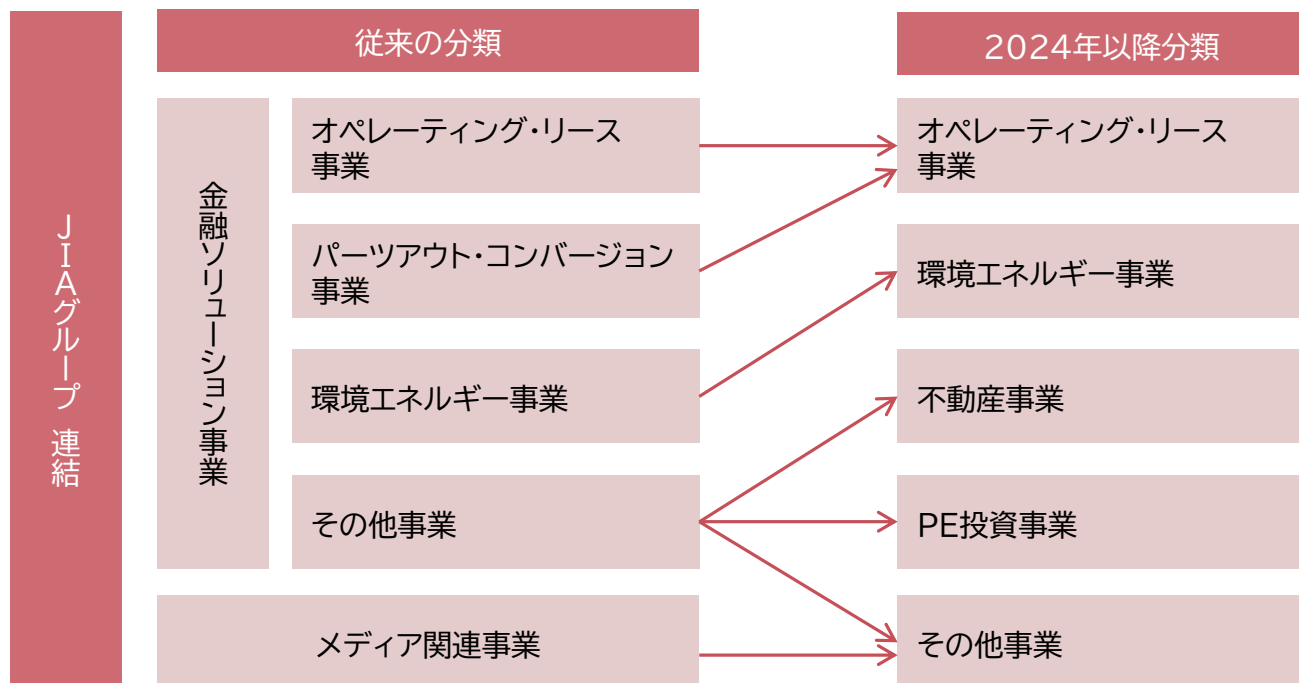 JIAグループ 連結
従来の分類
2024年以降分類
金融ソリューション事業
オペレーティング・リース
事業
パーツアウト・コンバージョン
事業
環境エネルギー事業
その他事業
メディア関連事業
オペレーティング・リース
事業
環境エネルギー事業
不動産事業
PE投資事業
その他事業